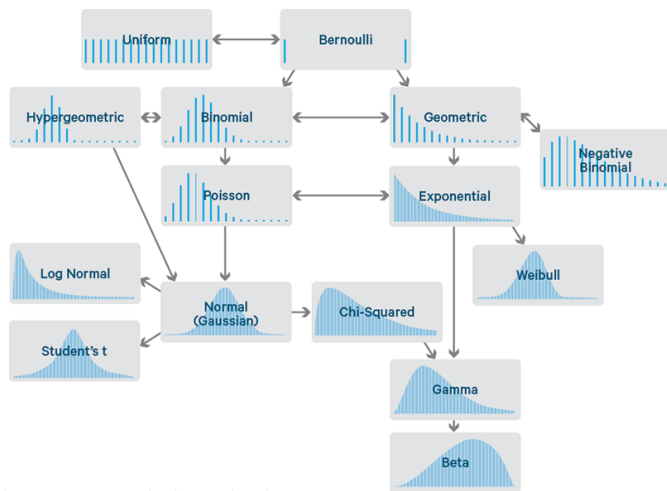 Uniform
Bernoulli
Hypergeometric
Binomial
Geometric
Negative
Binomial
Poisson
Exponential
Log Normal
Weibull
Normal
(Gaussian)
Chi-Squared
Student's t
Gamma
Beta